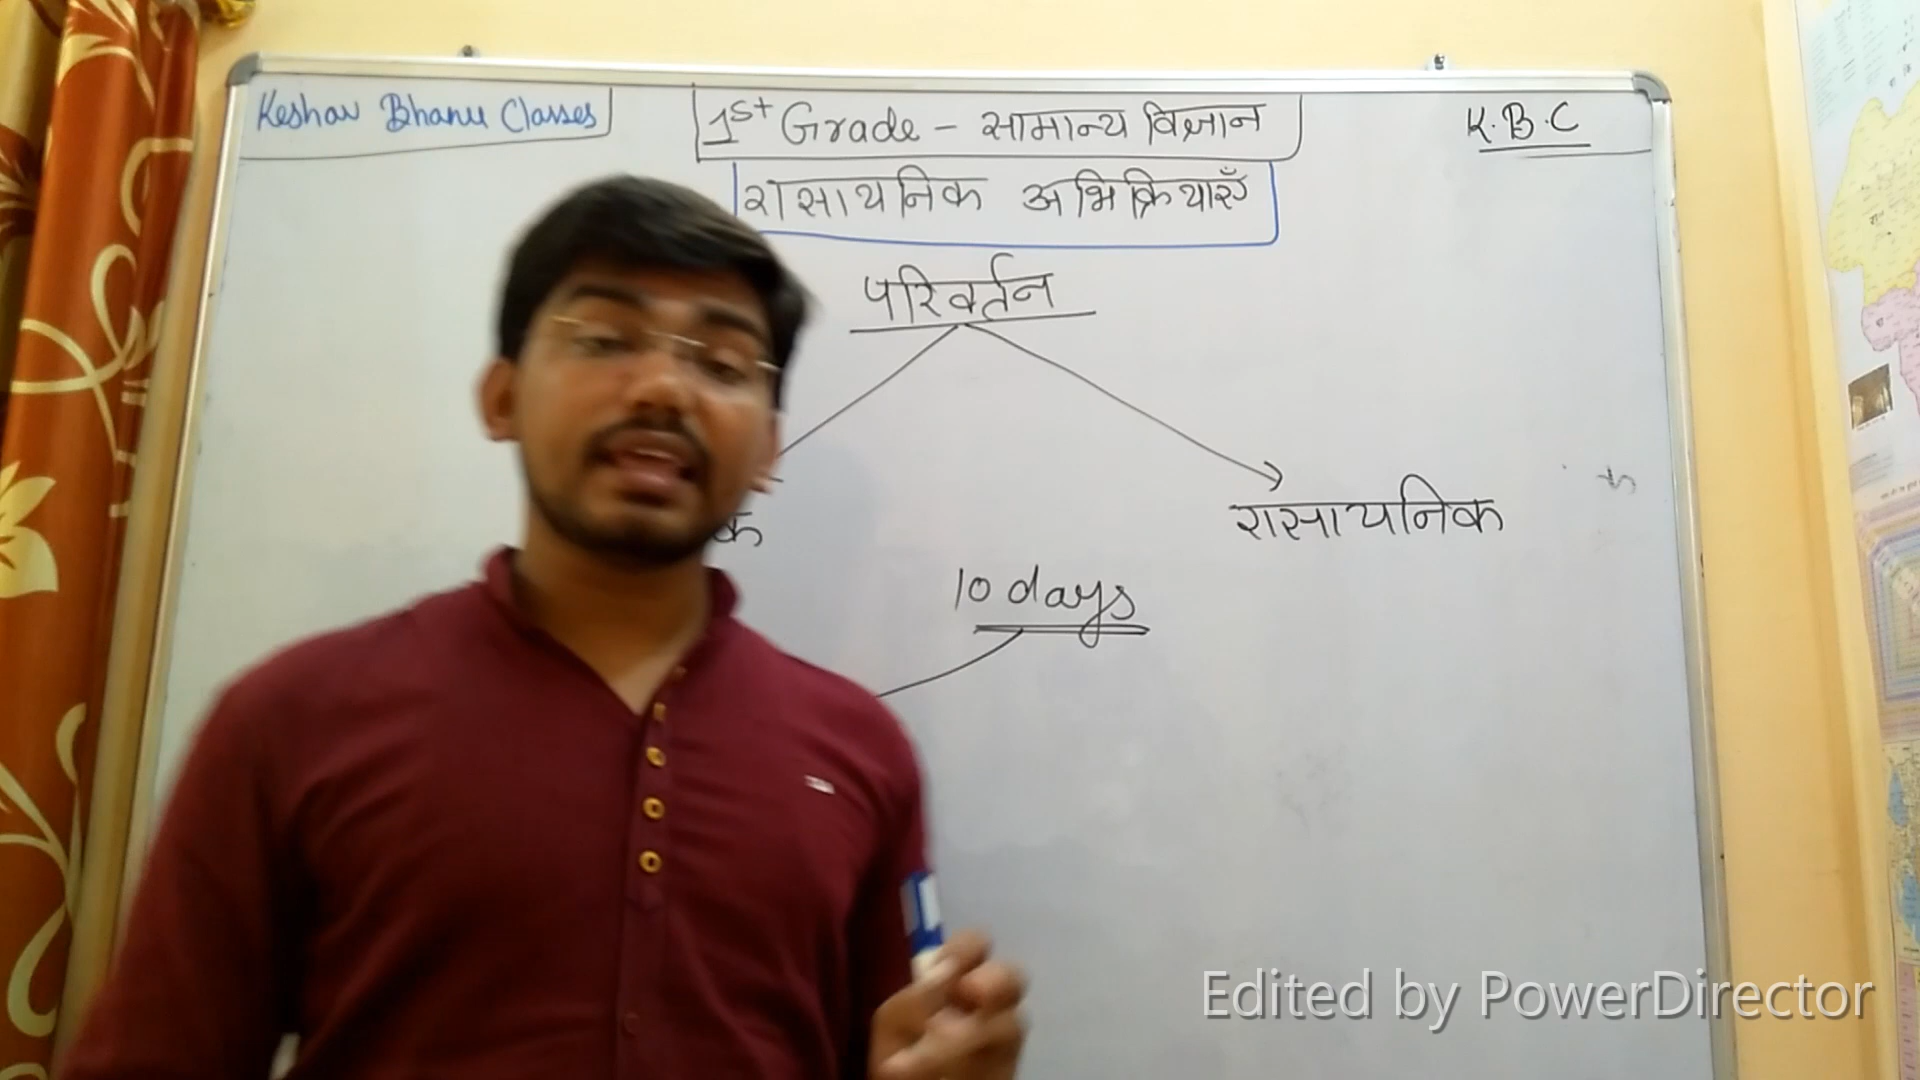 Keshav Bhanu Classes
1st Grade - सामान्य विज्ञान
K.B.C
रासायनिक अभिक्रियाएँ
परिवर्तन
रासायनिक
10 days
Edited by PowerDirector